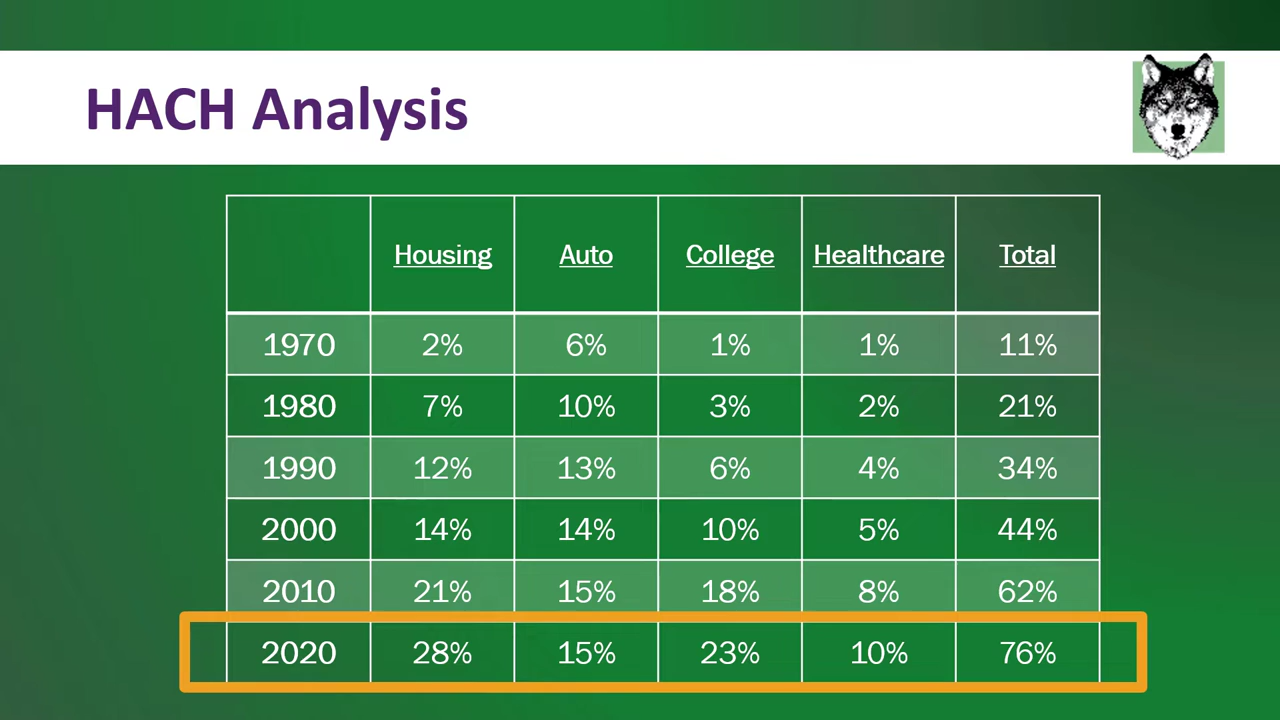 HACH Analysis
Housing Auto College Healthcare Total
1970 2% 6% 1% 1% 11%
1980 7% 10% 3% 2% 21%
1990 12% 13% 6% 4% 34%
2000 14% 14% 10% 5% 44%
2010 21% 15% 18% 8% 62%
2020 28% 15% 23% 10% 76%